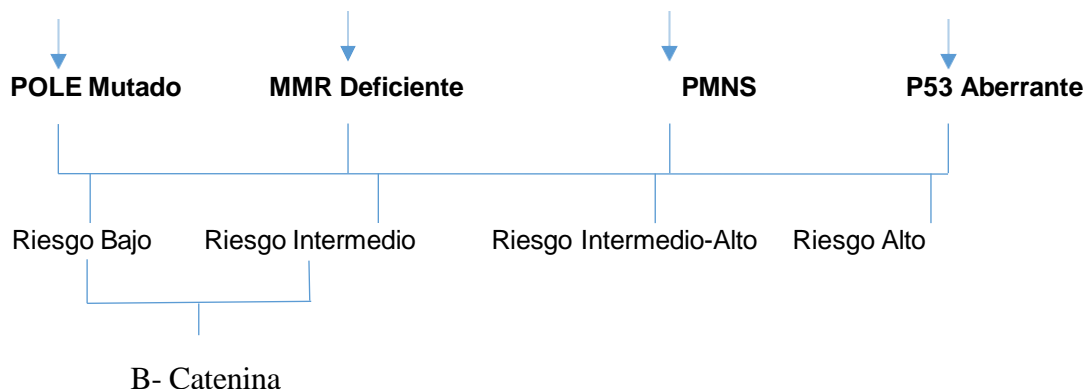 POLE Mutado MMR Deficiente PMNS P53 Aberrante
Riesgo Bajo Riesgo Intermedio Riesgo Intermedio-Alto Riesgo Alto
B- Catenina